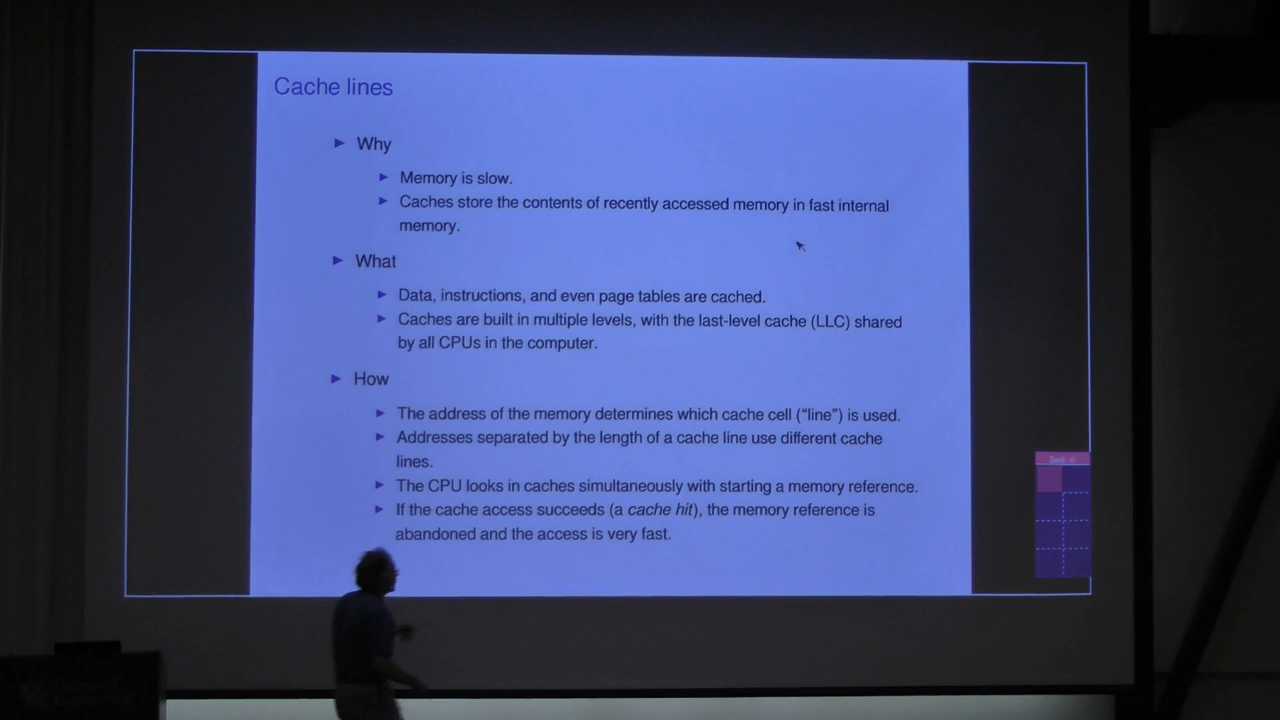 Cache lines
Why
Memory is slow.
Caches store the contents of recently accessed memory in fast internal
memory.
What
Data, instructions, and even page tables are cached.
Caches are built in multiple levels, with the last-level cache (LLC) shared
by all CPUs in the computer.
How
The address of the memory determines which cache cell (“line”) is used.
Addresses separated by the length of a cache line use different cache
lines.
The CPU looks in caches simultaneously with starting a memory reference.
If the cache access succeeds (a cache hit), the memory reference is
abandoned and the access is very fast.